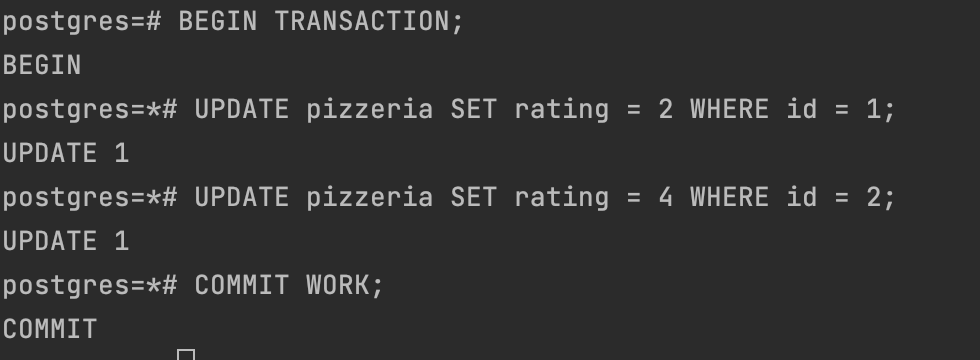 postgres=# BEGIN TRANSACTION;
BEGIN
postgres=*# UPDATE pizzeria SET rating = 2 WHERE id = 1;
UPDATE 1
postgres=*# UPDATE pizzeria SET rating = 4 WHERE id = 2;
UPDATE 1
postgres=*# COMMIT WORK;
COMMIT